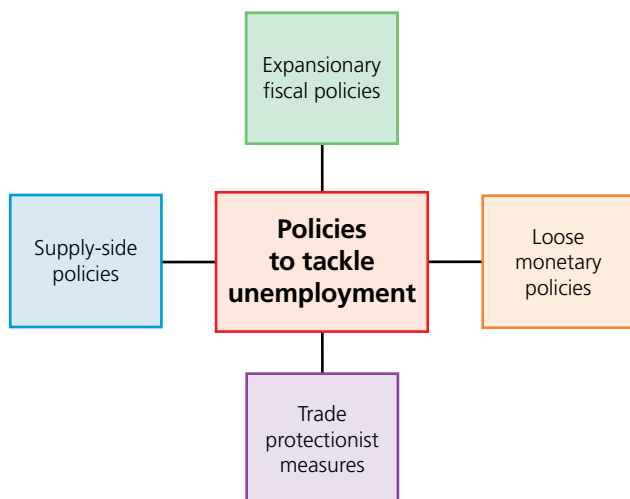 Expansionary
fiscal policies
Supply-side
policies
Policies
to tackle
unemployment
Loose
monetary
policies
Trade
protectionist
measures